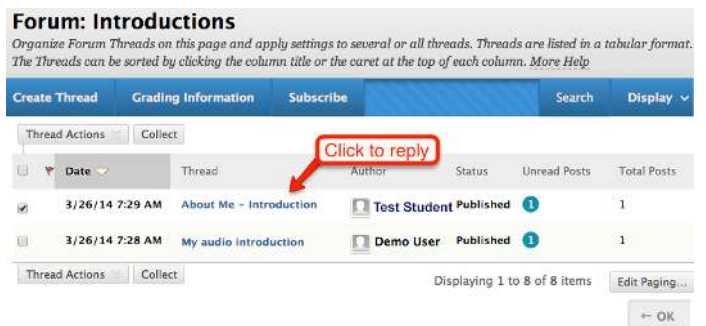 Forum: Introductions
Organize Forum Threads on this page and apply settings to several or all threads. Threads are listed in a tabular format.
The Threads can be sorted by clicking the column title or the caret at the top of each column. More Help
Create Thread Grading Information Subscribe Search Display
Thread Actions Collect
Click to reply
Date Thread Author Status Unread Posts Total Posts
3/26/14 7:29 AM About Me - Introduction Test Student Published 1 1
3/26/14 7:28 AM My audio introduction Demo User Published 1 1
Thread Actions Collect Displaying 1 to 8 of 8 items Edit Paging...
← OK